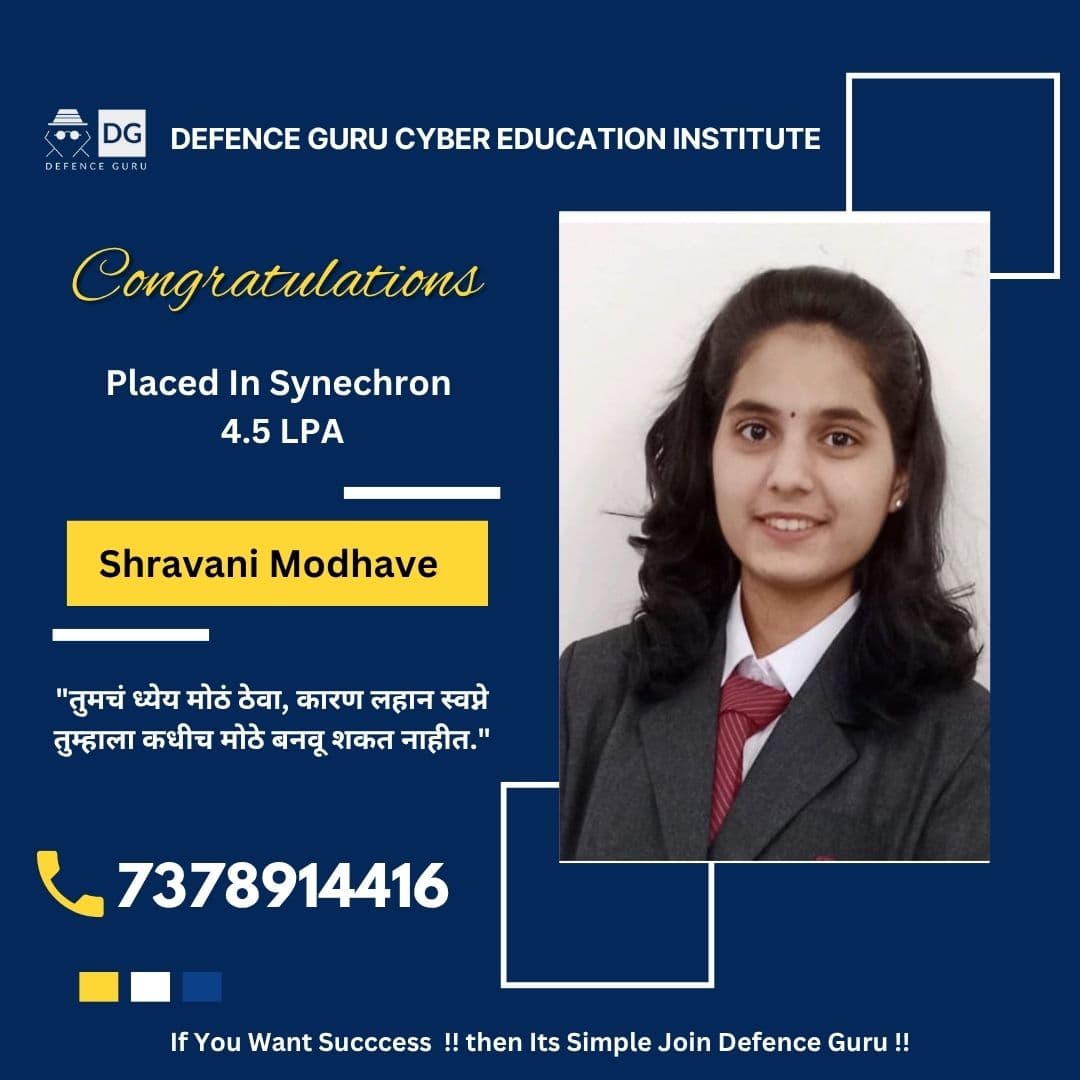 DG
DEFENCE GURU
DEFENCE GURU CYBER EDUCATION INSTITUTE
Congratulations
Placed In Synechron
4.5 LPA
Shravani Modhave
"तुमचं ध्येय मोठं ठेवा, कारण लहान स्वप्ने
तुम्हाला कधीच मोठे बनवू शकत नाहीत."
7378914416
If You Want Succcess !! then Its Simple Join Defence Guru !!